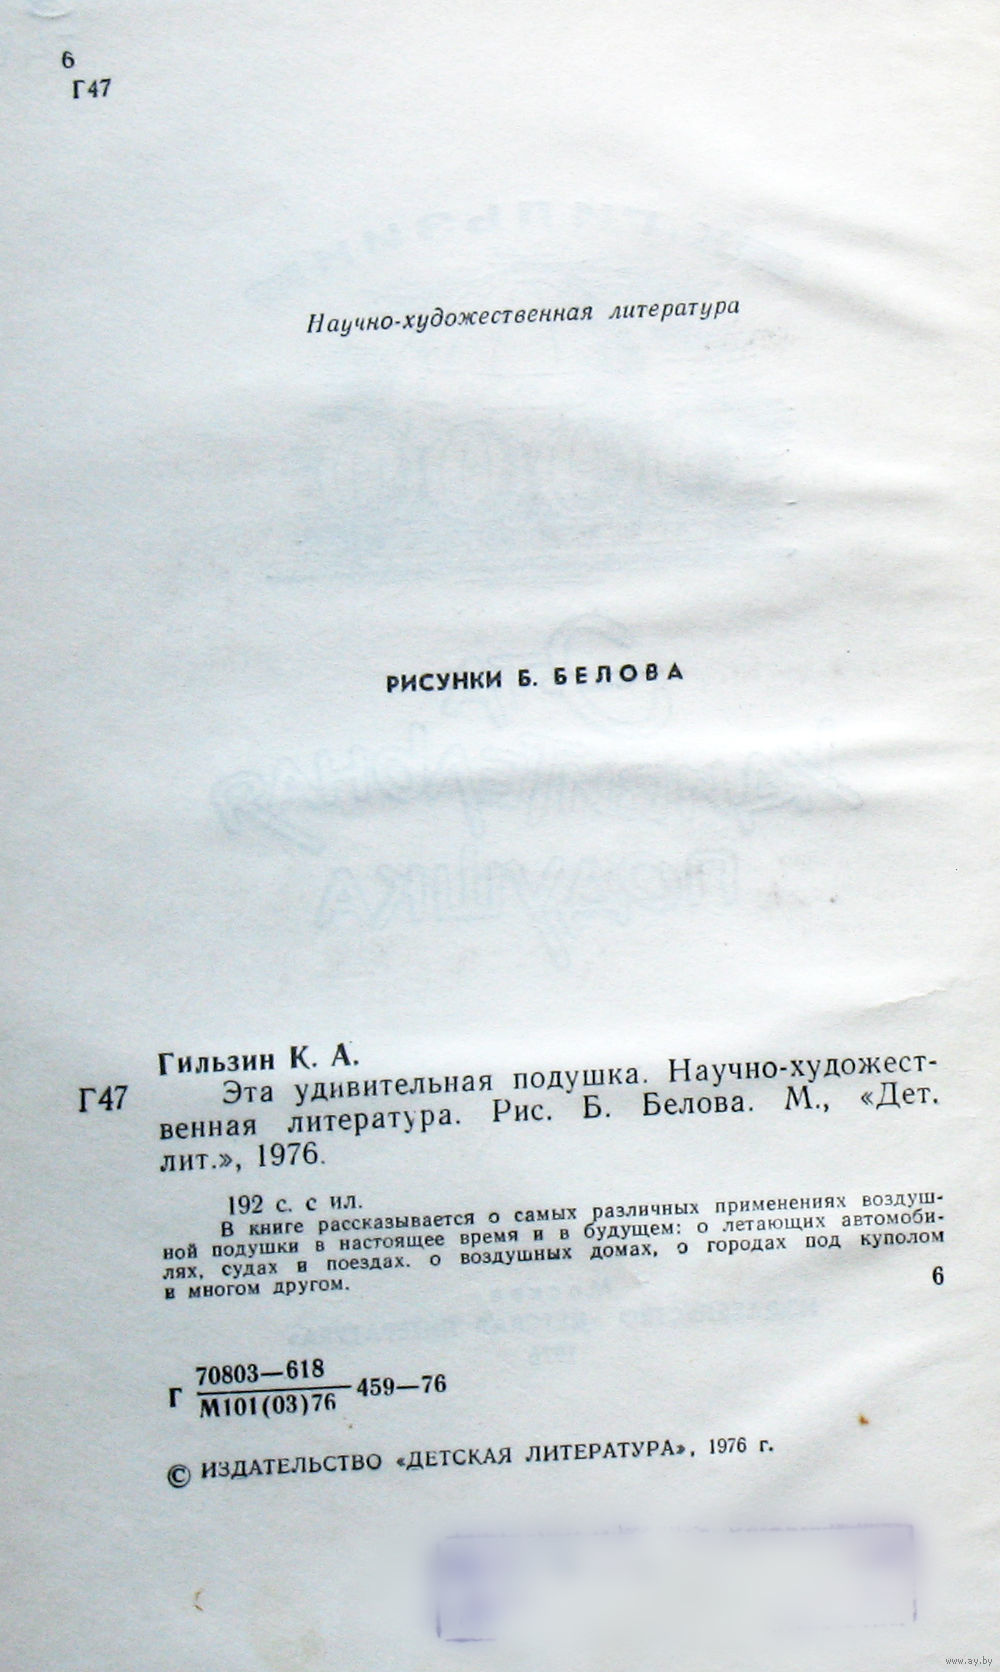 6
Г47
Научно-художественная литература
РИСУНКИ Б. БЕЛОВА
Гильзин К. А.
Г47 Эта удивительная подушка. Научно-художест-
венная литература. Рис. Б. Белова. М., «Дет.
лит.», 1976.
192 с. с ил.
В книге рассказывается о самых различных применениях воздуш-
ной подушки в настоящее время и в будущем: о летающих автомоби-
лях, судах и поездах. о воздушных домах, о городах под куполом
и многом другом.
6
Г 70803—618
М101(03)76 459—76
© ИЗДАТЕЛЬСТВО «ДЕТСКАЯ ЛИТЕРАТУРА», 1976 г.
www.ay.by